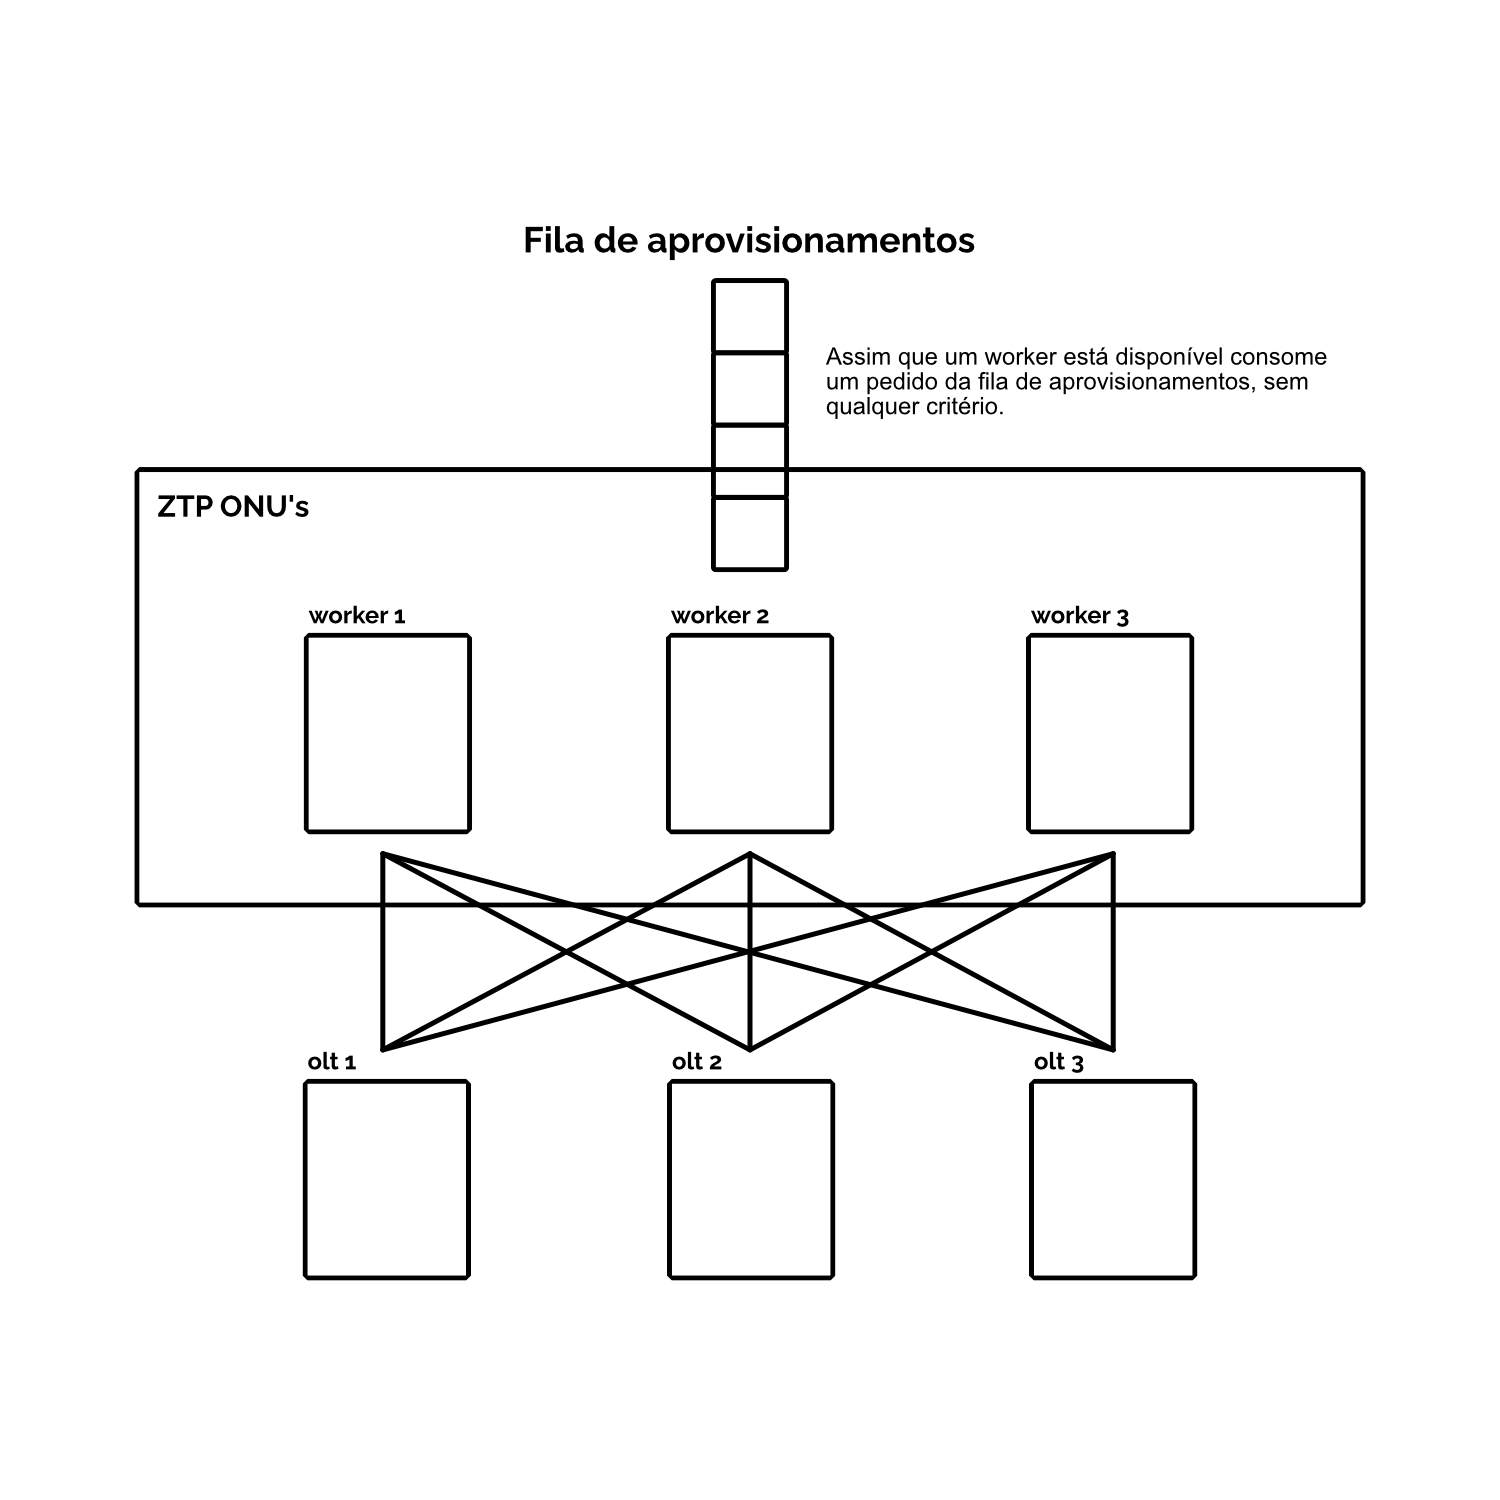 Fila de aprovisionamentos
Assim que um worker está disponível consome
um pedido da fila de aprovisionamentos, sem
qualquer critério.
ZTP ONU's
worker 1
worker 2
worker 3
olt 1
olt 2
olt 3